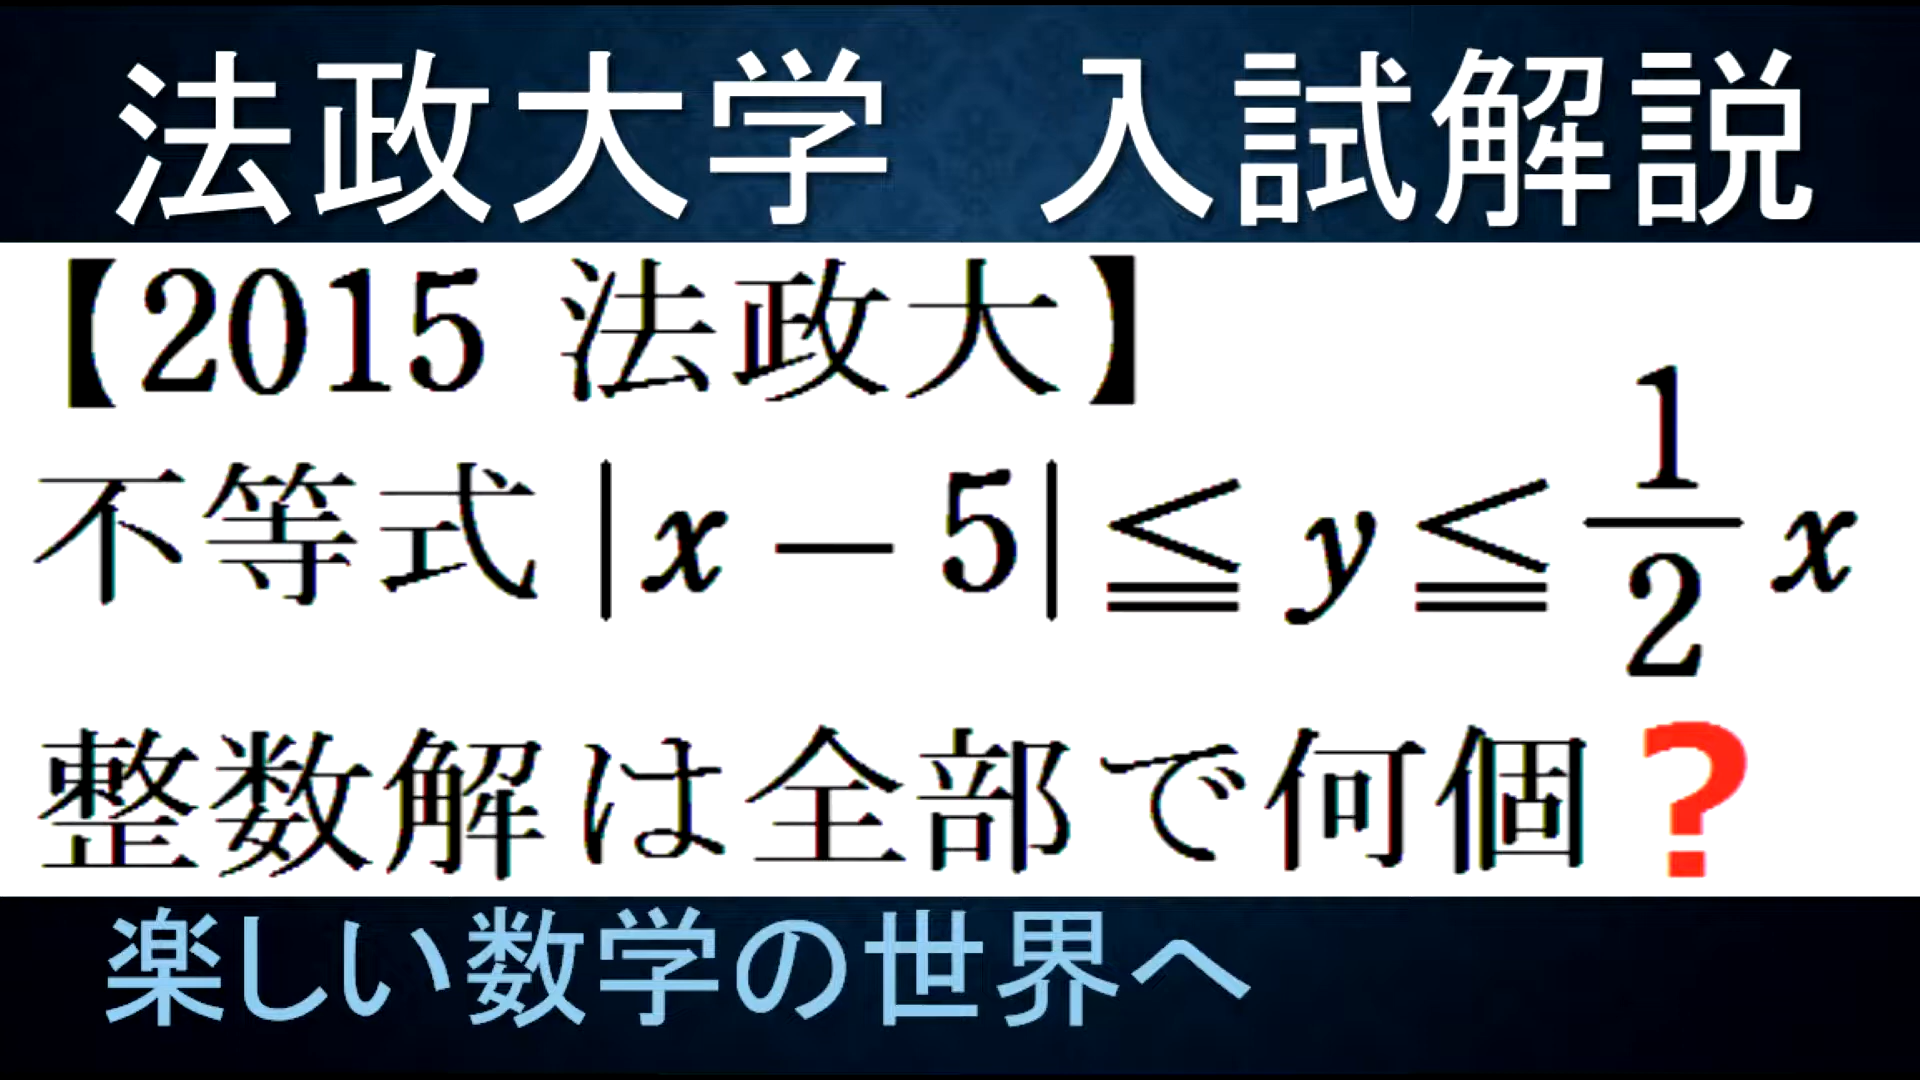 法政大学　入試解説
【2015 法政大】
不等式 |x − 5| ≦ y ≦ 1/2 x
整数解は全部で何個?
楽しい数学の世界へ